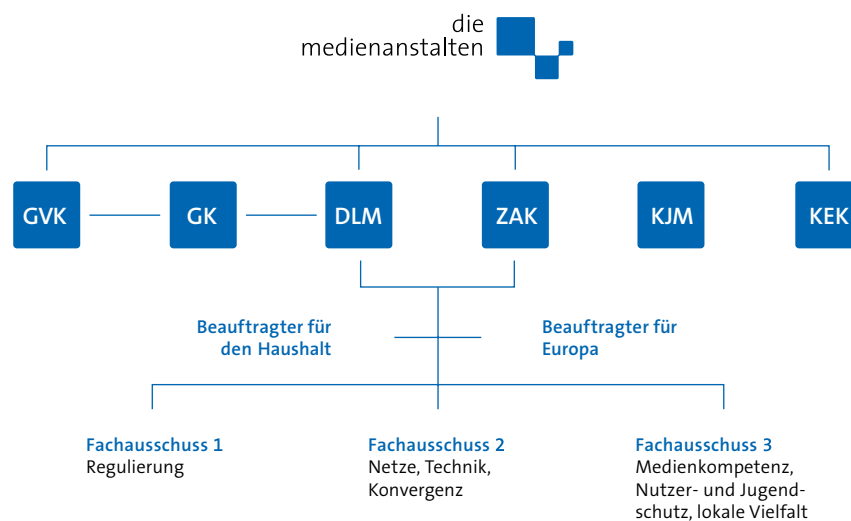 die
medienanstalten
GVK
GK
DLM
ZAK
KJM
KEK
Beauftragter für
den Haushalt
Beauftragter für
Europa
Fachausschuss 1
Regulierung
Fachausschuss 2
Netze, Technik,
Konvergenz
Fachausschuss 3
Medienkompetenz,
Nutzer- und Jugend-
schutz, lokale Vielfalt